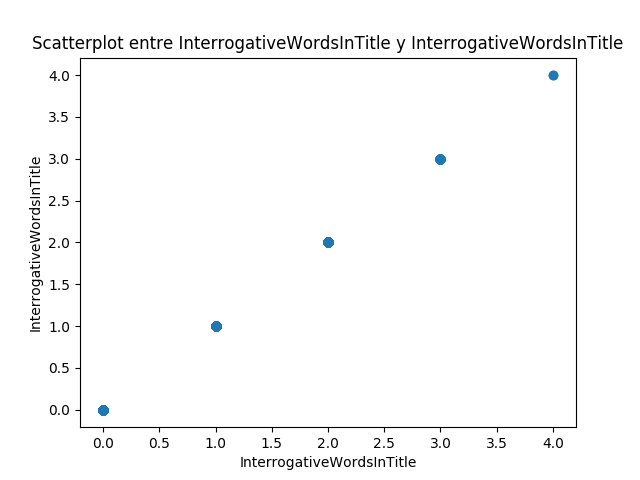 Scatterplot entre InterrogativeWordsInTitle y InterrogativeWordsInTitle
4.0
3.5
3.0
2.5
2.0
1.5
1.0
0.5
0.0
InterrogativeWordsInTitle
0.0 0.5 1.0 1.5 2.0 2.5 3.0 3.5 4.0
InterrogativeWordsInTitle